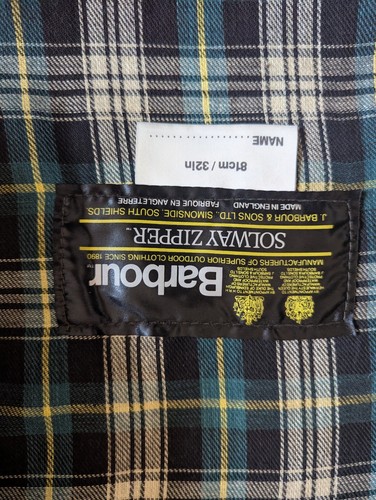 Barbour
MANUFACTURERS OF SUPERIOR OUTDOOR CLOTHING SINCE 1890
SOLWAY ZIPPER
J. BARBOUR & SONS LTD. SIMONSIDE. SOUTH SHIELDS.
MADE IN ENGLAND FABRIQUE EN ANGLETERRE
81cm / 32in
NAME